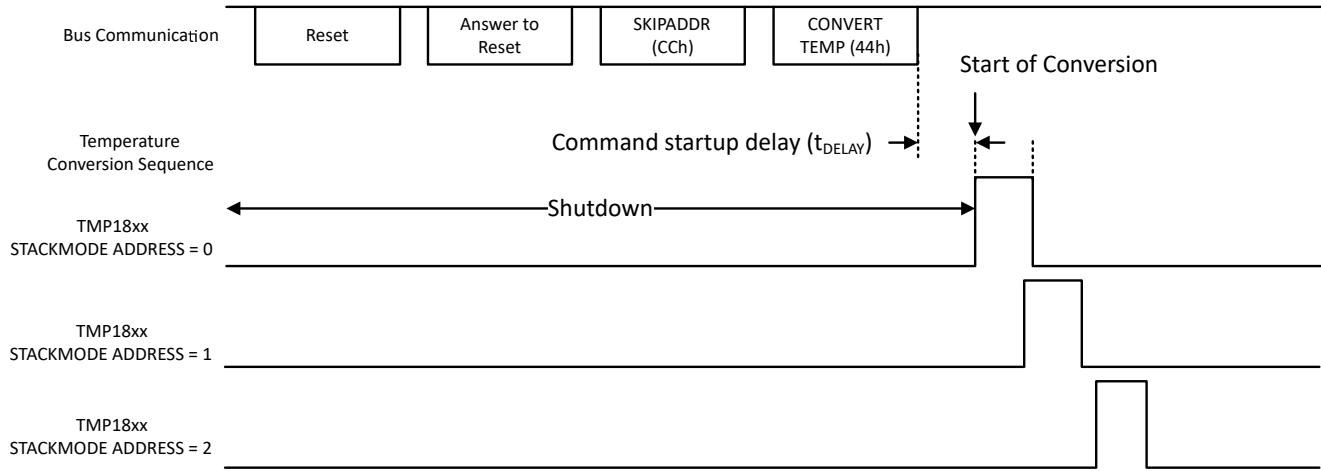 Bus Communication
Reset
Answer to
Reset
SKIPADDR
(CCh)
CONVERT
TEMP (44h)
Start of Conversion
Temperature
Conversion Sequence
Command startup delay (tDELAY)
Shutdown
TMP18xx
STACKMODE ADDRESS = 0
TMP18xx
STACKMODE ADDRESS = 1
TMP18xx
STACKMODE ADDRESS = 2